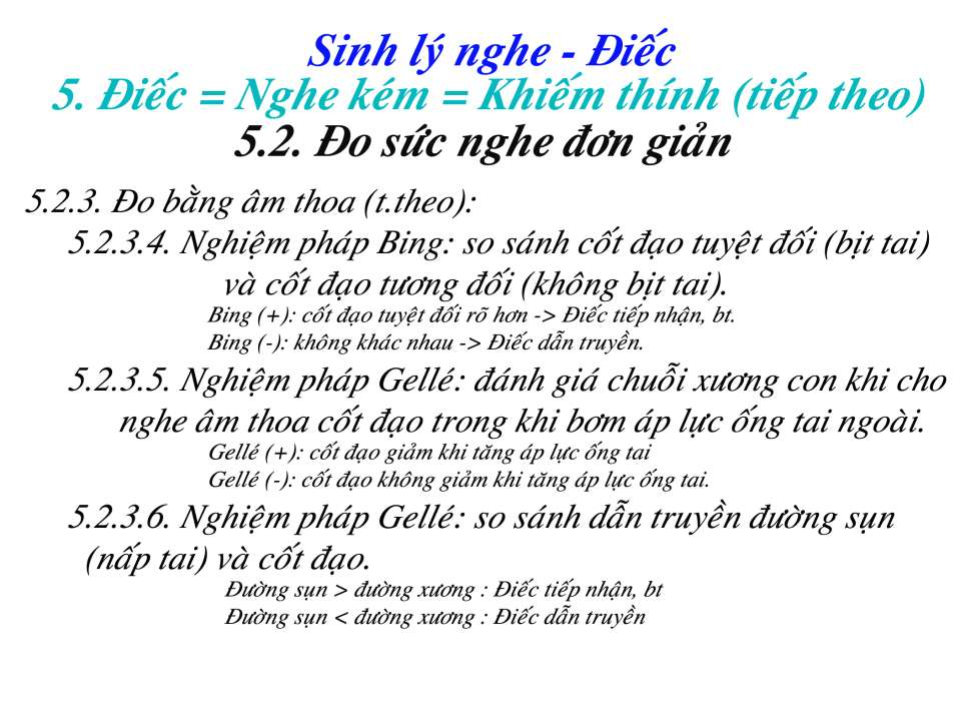 Sinh lý nghe - Điếc
5. Điếc = Nghe kém = Khiếm thính (tiếp theo)
5.2. Đo sức nghe đơn giản
5.2.3. Đo bằng âm thoa (t.theo):
5.2.3.4. Nghiệm pháp Bing: so sánh cốt đạo tuyệt đối (bịt tai)
và cốt đạo tương đối (không bịt tai).
Bing (+): cốt đạo tuyệt đối rõ hơn -> Điếc tiếp nhận, bt.
Bing (-): không khác nhau -> Điếc dẫn truyền.
5.2.3.5. Nghiệm pháp Gellé: đánh giá chuỗi xương con khi cho
nghe âm thoa cốt đạo trong khi bơm áp lực ống tai ngoài.
Gellé (+): cốt đạo giảm khi tăng áp lực ống tai
Gellé (-): cốt đạo không giảm khi tăng áp lực ống tai.
5.2.3.6. Nghiệm pháp Gellé: so sánh dẫn truyền đường sụn
(nấp tai) và cốt đạo.
Đường sụn > đường xương : Điếc tiếp nhận, bt
Đường sụn < đường xương : Điếc dẫn truyền